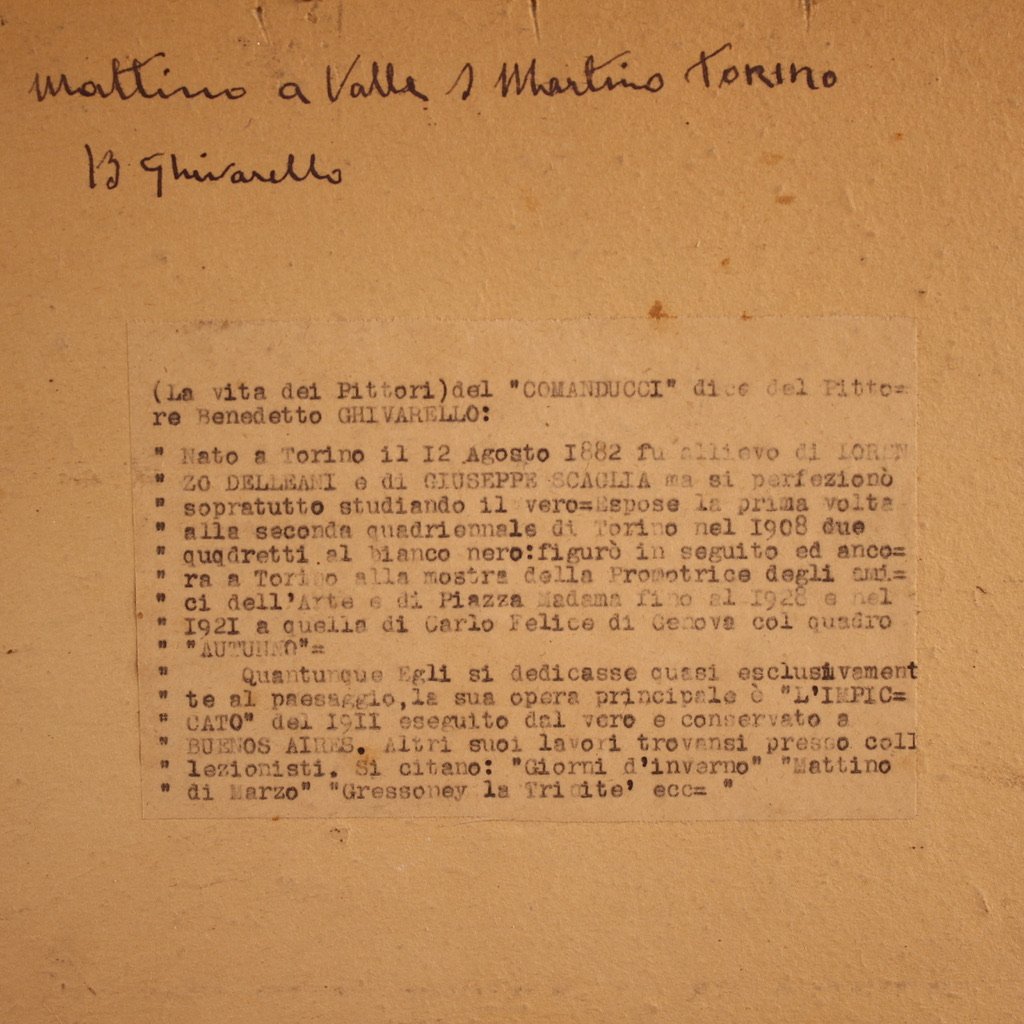 Mattino a Valle S Martino TORINO
B Ghivarello
(La vita dei Pittori)del "COMANDUCCI" dice del Pitto=
re Benedetto GHIVARELLO:
" Nato a Torino il I2 Agosto I882 fu allievo di LOREN
" ZO DELLEANI e di GIUSEPPE SCAGLIA ma si perfezionò
" sopratutto studiando il vero=Espose la prima volta
" alla seconda quadriennale di Torino nel I908 due
" quqdretti al bianco nero:figurò in seguito ed anco=
" ra a Torino alla mostra della Promotrice degli ami=
" ci dell'Arte e di Piazza Madama fino al I928 e nel
" I92I a quella di Carlo Felice di Genova col quadro
" "AUTUNNO"=
" Quantunque Egli si dedicasse quasi esclusivament
" te al paesaggio,la sua opera principale è "L'IMPIC=
" CATO" del I9II eseguito dal vero e conservato a
" BUENOS AIRES. Altri suoi lavori trovansi presso coll
" lezionisti. Si citano: "Giorni d'inverno" "Mattino
" di Marzo" "Gressoney la Trinite' ecc= "